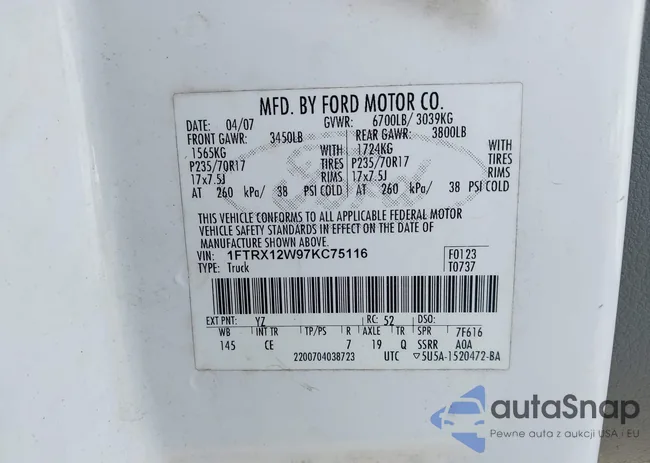 MFD. BY FORD MOTOR CO.
DATE: 04/07 GVWR: 6700LB/ 3039KG
FRONT GAWR: 3450LB REAR GAWR: 3800LB
1565KG WITH 1724KG WITH
P235/70R17 TIRES P235/70R17 TIRES
17x7.5J RIMS 17x7.5J RIMS
AT 260 kPa/ 38 PSI COLD AT 260 kPa/ 38 PSI COLD
THIS VEHICLE CONFORMS TO ALL APPLICABLE FEDERAL MOTOR
VEHICLE SAFETY STANDARDS IN EFFECT ON THE DATE OF
MANUFACTURE SHOWN ABOVE.
VIN: 1FTRX12W97KC75116 F0123
TYPE: Truck T0737
EXT PNT: YZ RC: 52 DSO:
WB INT TR TP/PS R AXLE TR SPR 7F616
145 CE 7 19 Q SSRR A0A
2200704038723 UTC ▽5U5A-1520472-BA
autoSnap
Pewne auta z aukcji USA i EU